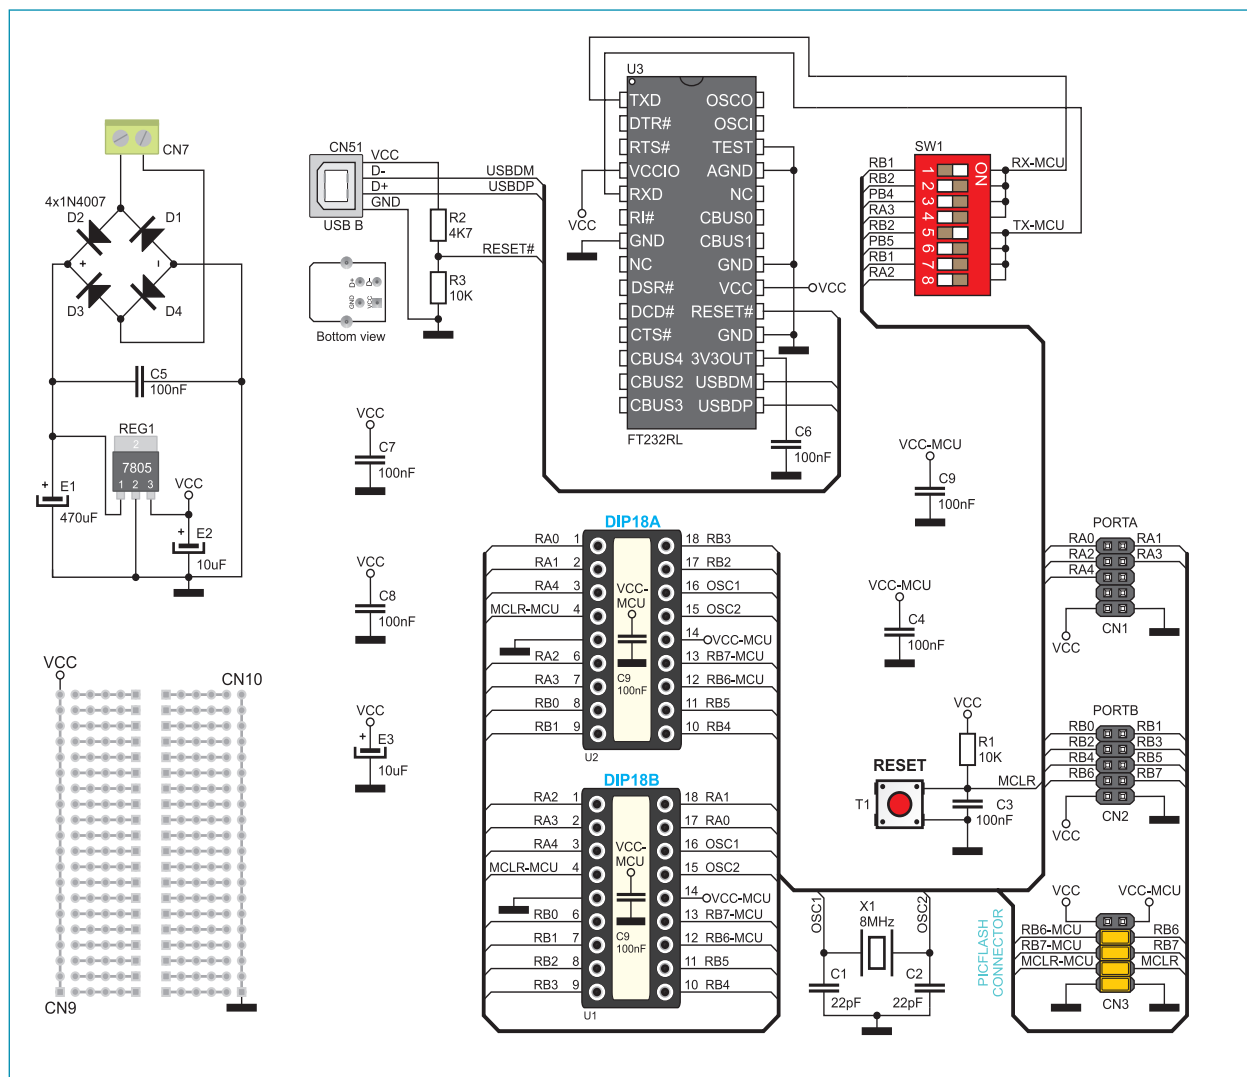 CN7
4x1N4007
D2
D1
+
-
D3
D4
C5
100nF
REG1
2
7805
1 2 3
VCC
+
E1
470uF
+
E2
10uF
VCC
CN10
CN9
CN51
VCC
D-
D+
GND
USB B
USBDM
USBDP
R2
4K7
RESET#
R3
10K
D+
D-
GND
VCC
Bottom view
VCC
C7
100nF
VCC
C8
100nF
VCC
+
E3
10uF
U3
TXD OSCO
DTR# OSCI
RTS# TEST
VCCIO AGND
RXD NC
RI# CBUS0
GND CBUS1
NC GND
DSR# VCC
DCD# RESET#
CTS# GND
CBUS4 3V3OUT
CBUS2 USBDM
CBUS3 USBDP
FT232RL
VCC
VCC
C6
100nF
SW1
ON
RB1 1
RB2 2
PB4 3
RA3 4
RB2 5
PB5 6
RB1 7
RA2 8
RX-MCU
TX-MCU
VCC-MCU
C9
100nF
VCC-MCU
C4
100nF
DIP18A
RA0 1 18 RB3
RA1 2 17 RB2
RA4 3 16 OSC1
MCLR-MCU 4 15 OSC2
14 VCC-MCU
RA2 6 13 RB7-MCU
RA3 7 12 RB6-MCU
RB0 8 11 RB5
RB1 9 10 RB4
VCC-
MCU
C9
100nF
U2
DIP18B
RA2 1 18 RA1
RA3 2 17 RA0
RA4 3 16 OSC1
MCLR-MCU 4 15 OSC2
14 VCC-MCU
RB0 6 13 RB7-MCU
RB1 7 12 RB6-MCU
RB2 8 11 RB5
RB3 9 10 RB4
VCC-
MCU
C9
100nF
U1
PORTA
RA0 RA1
RA2 RA3
RA4
VCC
CN1
PORTB
RB0 RB1
RB2 RB3
RB4 RB5
RB6 RB7
VCC
CN2
VCC
R1
10K
RESET
MCLR
T1
C3
100nF
OSC1
X1
8MHz
OSC2
C1
22pF
C2
22pF
PICFLASH
CONNECTOR
VCC VCC-MCU
RB6-MCU RB6
RB7-MCU RB7
MCLR-MCU MCLR
CN3